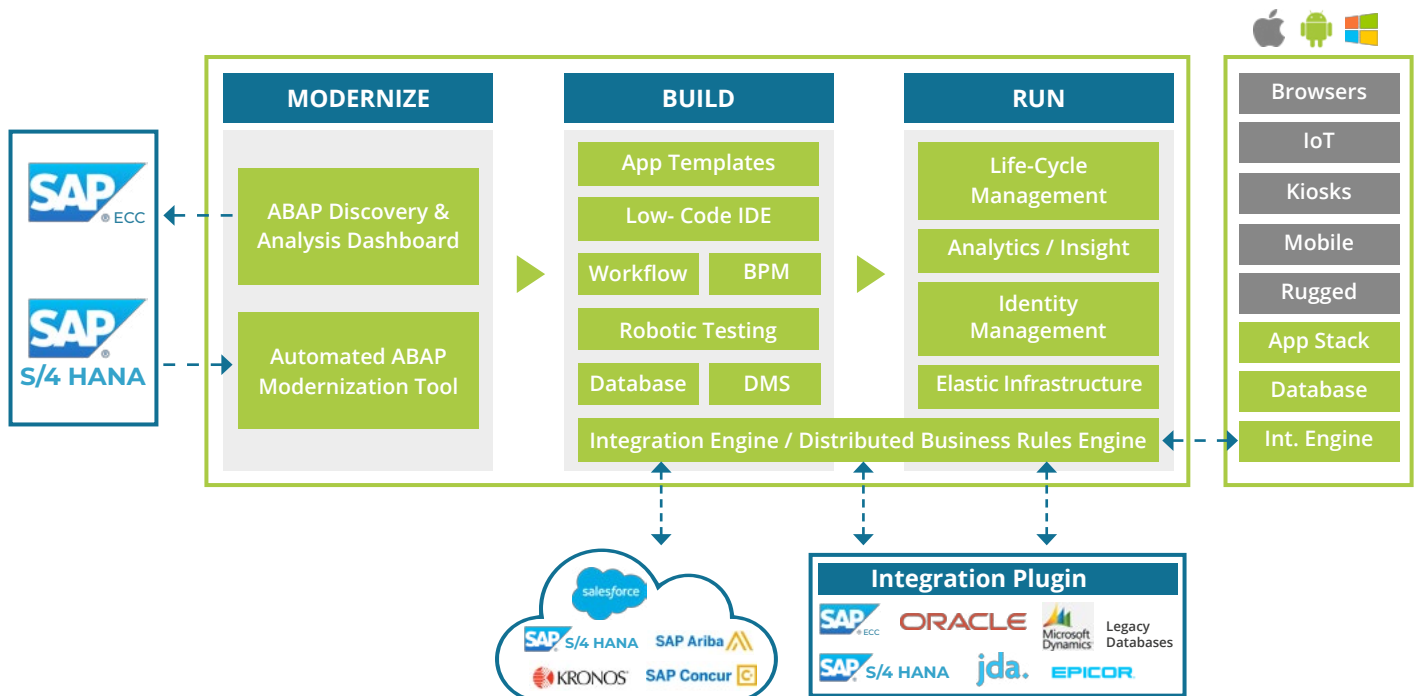 MODERNIZE
ABAP Discovery &
Analysis Dashboard
Automated ABAP
Modernization Tool
BUILD
App Templates
Low- Code IDE
Workflow
BPM
Robotic Testing
Database
DMS
RUN
Life-Cycle
Management
Analytics / Insight
Identity
Management
Elastic Infrastructure
Integration Engine / Distributed Business Rules Engine
SAP
® ECC
SAP
®
S/4 HANA
Browsers
IoT
Kiosks
Mobile
Rugged
App Stack
Database
Int. Engine
salesforce
SAP S/4 HANA
SAP Ariba
KRONOS
SAP Concur C
Integration Plugin
SAP ® ECC
ORACLE
Microsoft
Dynamics
Legacy
Databases
SAP S/4 HANA
jda.
EPICOR